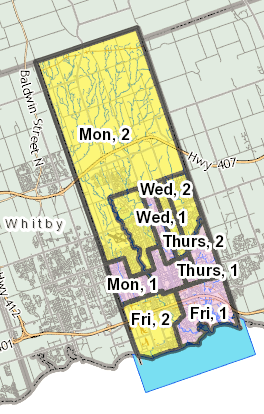 Baldwin Street N
Mon, 2
Hwy 407
Wed, 2
Wed, 1
Whitby
Thurs, 2
Thurs, 1
Mon, 1
Hwy 412
Fri, 2
Fri, 1
401